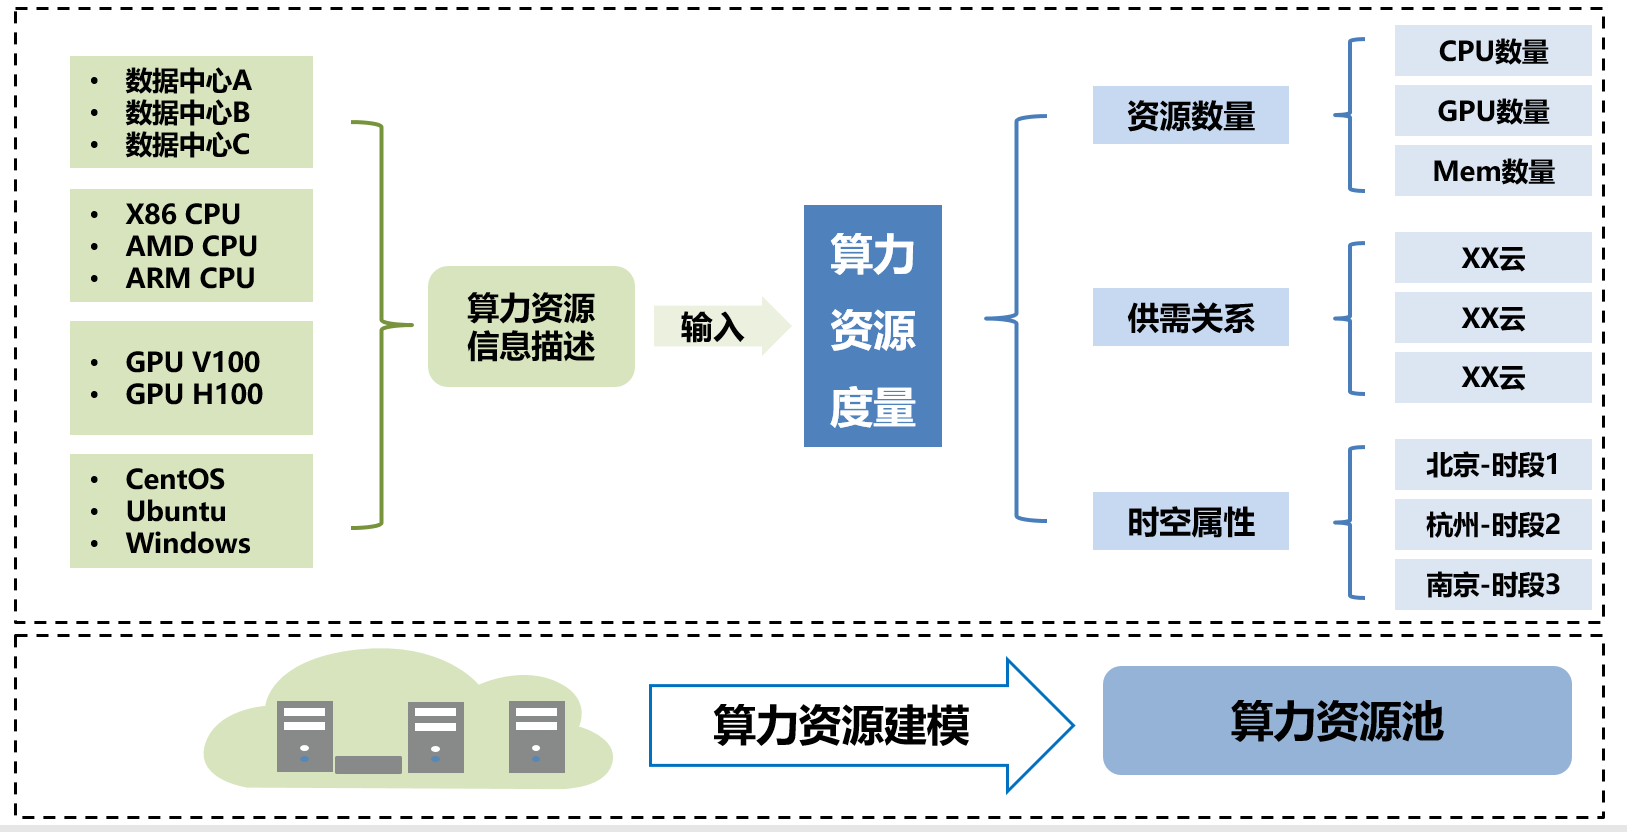 数据中心A
数据中心B
数据中心C
X86 CPU
AMD CPU
ARM CPU
GPU V100
GPU H100
CentOS
Ubuntu
Windows
算力资源
信息描述
输入
算力
资源
度量
资源数量
CPU数量
GPU数量
Mem数量
供需关系
XX云
XX云
XX云
时空属性
北京-时段1
杭州-时段2
南京-时段3
算力资源建模
算力资源池